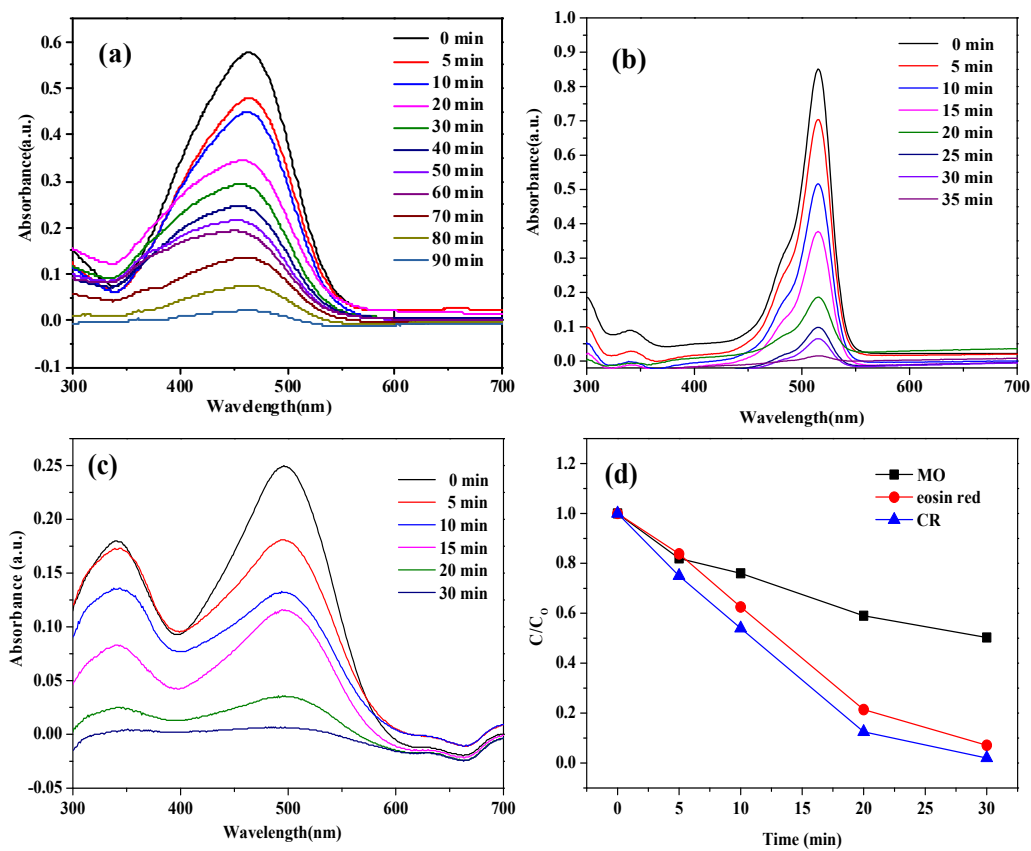 (a)
0 min
5 min
10 min
20 min
30 min
40 min
50 min
60 min
70 min
80 min
90 min
0.6
0.5
0.4
0.3
0.2
0.1
0.0
-0.1
300
400
500
600
700
Absorbance(a.u.)
Wavelength(nm)
(b)
0 min
5 min
10 min
15 min
20 min
25 min
30 min
35 min
1.0
0.9
0.8
0.7
0.6
0.5
0.4
0.3
0.2
0.1
0.0
300
400
500
600
700
Absorbance(a.u.)
Wavelength(nm)
(c)
0 min
5 min
10 min
15 min
20 min
30 min
0.25
0.20
0.15
0.10
0.05
0.00
-0.05
300
400
500
600
700
Absorbance (a.u.)
Wavelength(nm)
(d)
MO
eosin red
CR
1.2
1.0
0.8
0.6
0.4
0.2
0.0
0
5
10
20
30
C/Co
Time (min)